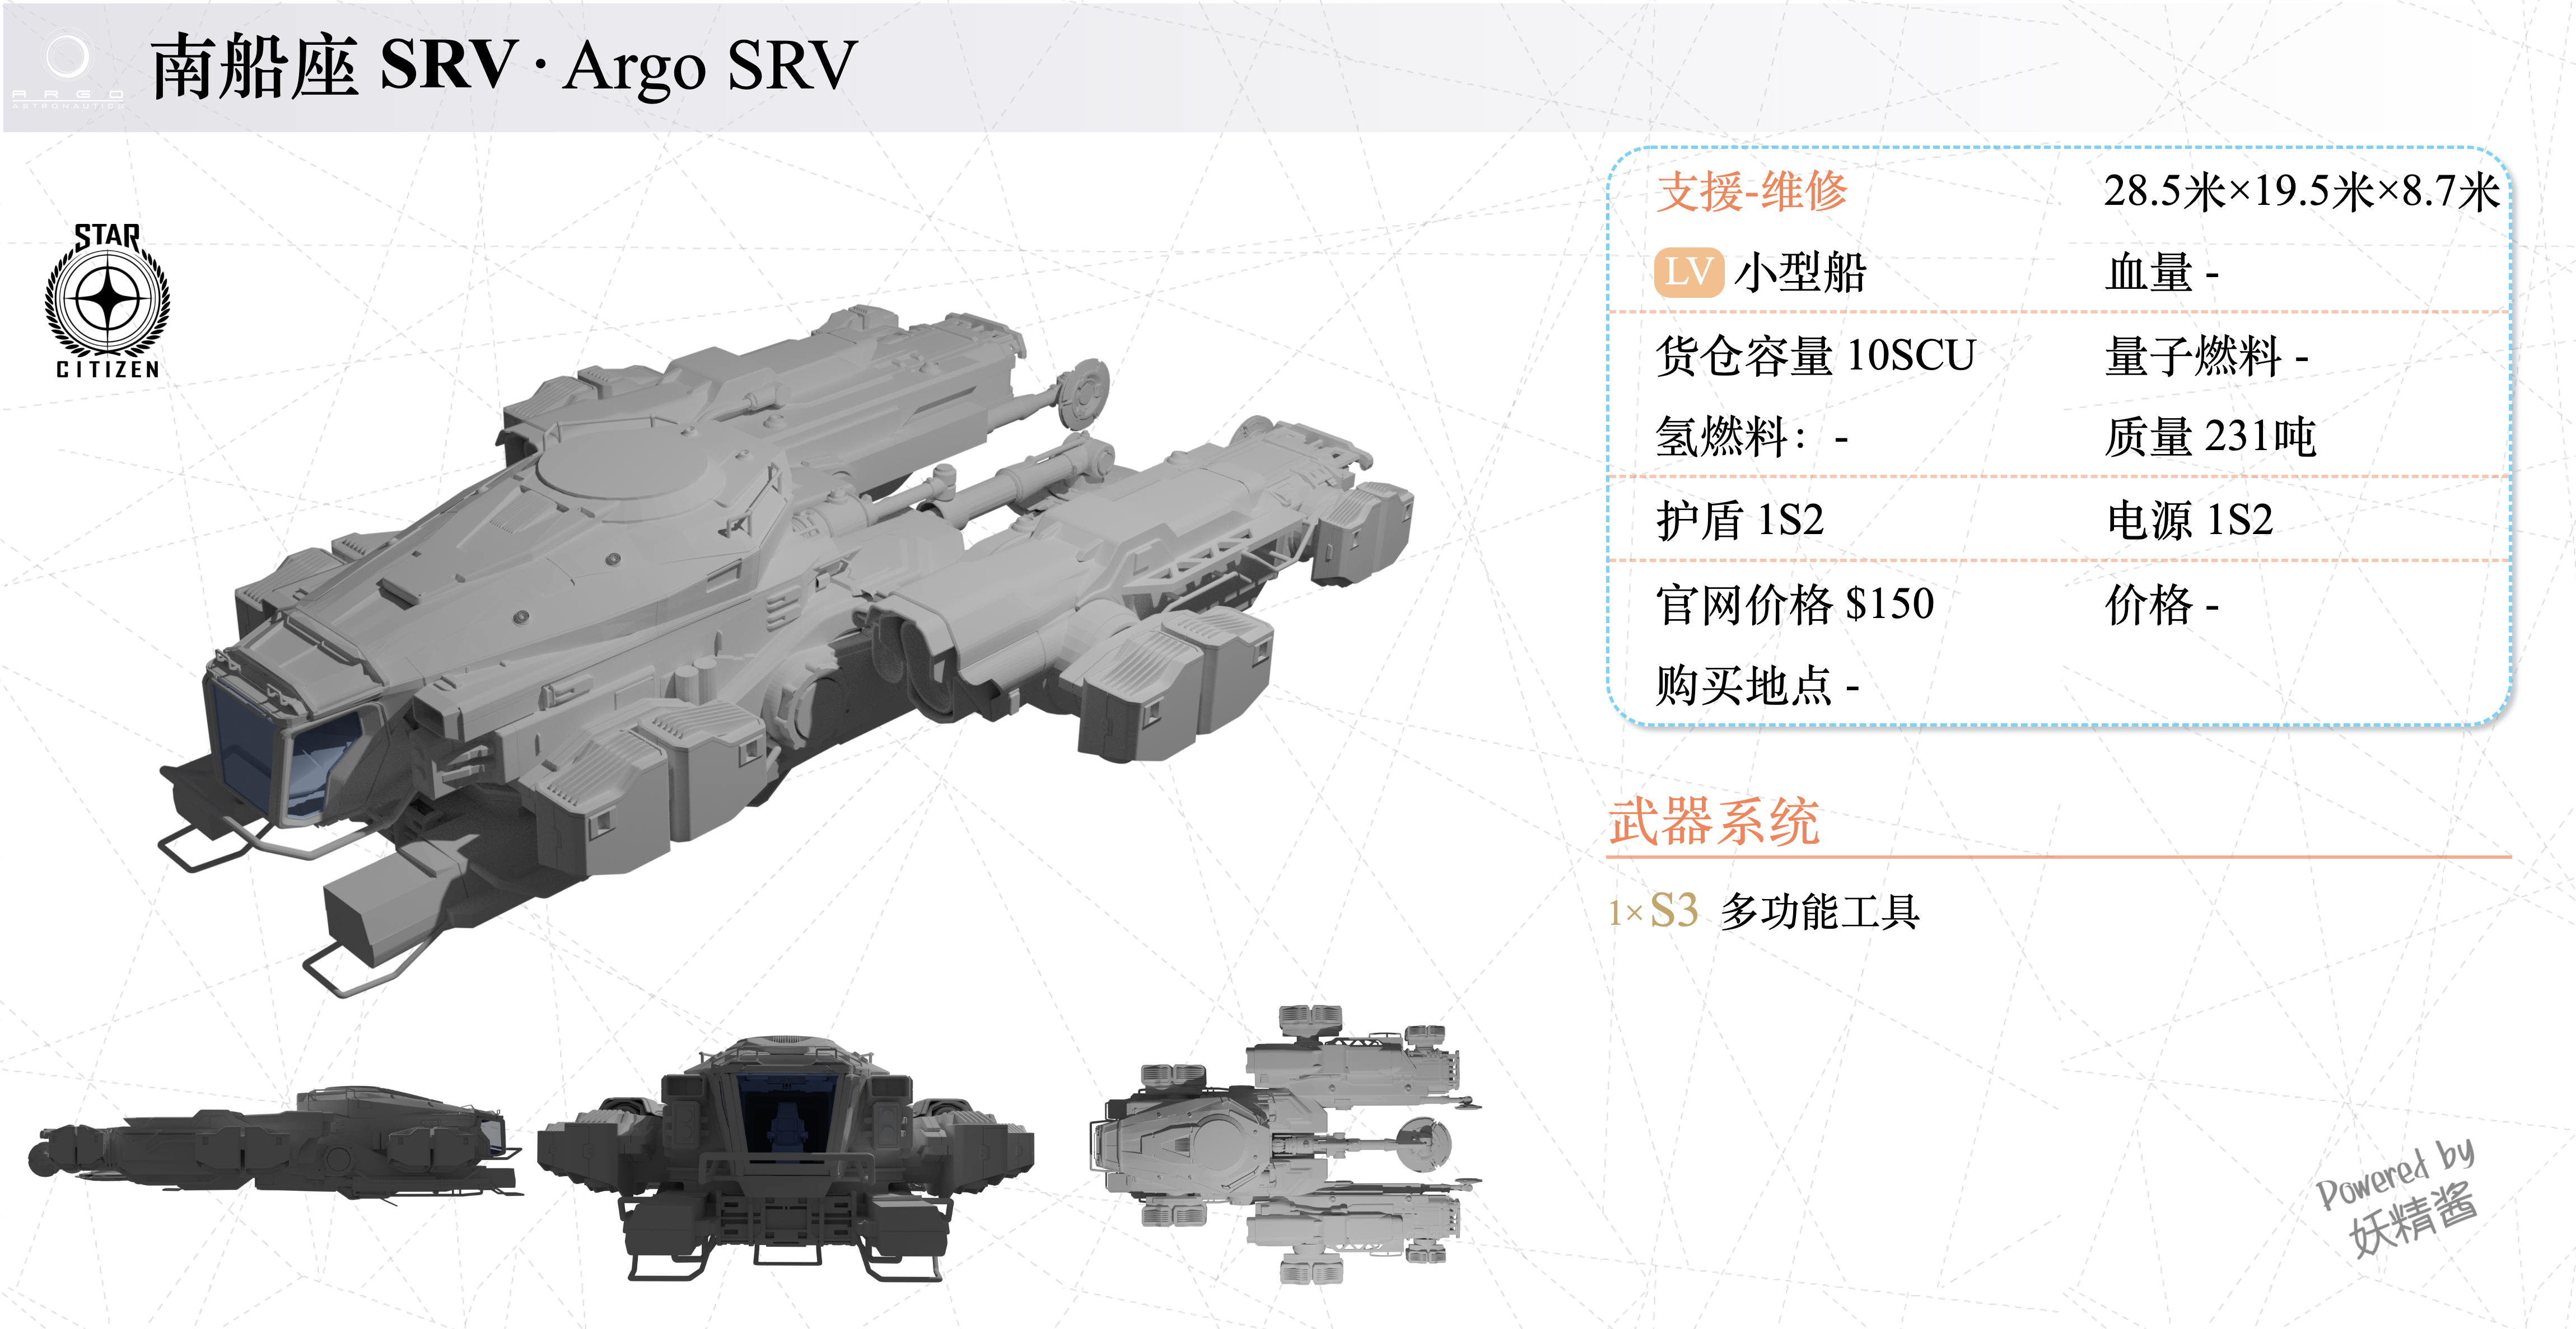 南船座 SRV · Argo SRV
ARGO
ASTRONAUTICS
STAR
CITIZEN
支援-维修
28.5米×19.5米×8.7米
LV 小型船
血量 -
货仓容量 10SCU
量子燃料 -
氢燃料： -
质量 231吨
护盾 1S2
电源 1S2
官网价格 $150
价格 -
购买地点 -
武器系统
1× S3 多功能工具
Powered by
妖精酱